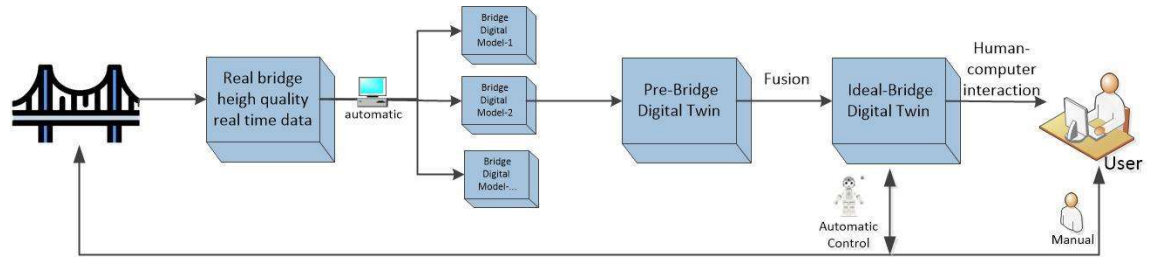 Real bridge
heigh quality
real time data
automatic
Bridge
Digital
Model-1
Bridge
Digital
Model-2
Bridge
Digital
Model-...
Pre-Bridge
Digital Twin
Fusion
Ideal-Bridge
Digital Twin
Human-
computer
interaction
User
Automatic
Control
Manual